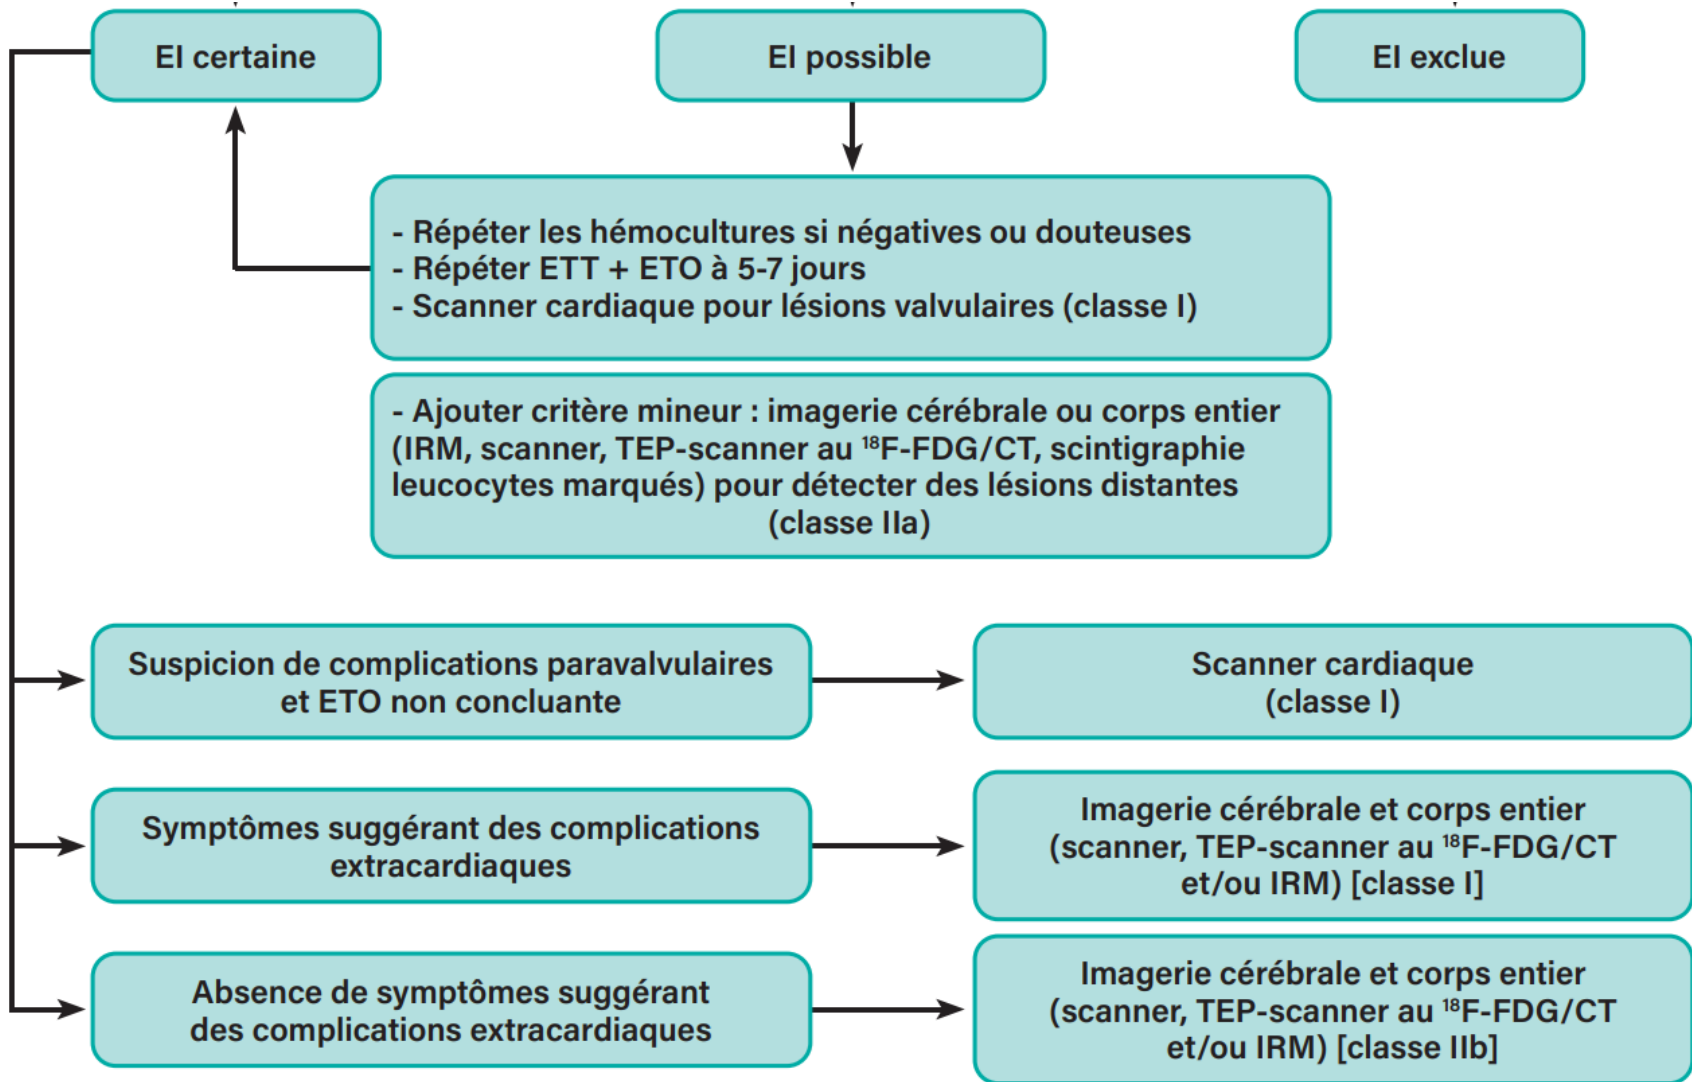 EI certaine
EI possible
EI exclue
- Répéter les hémocultures si négatives ou douteuses
- Répéter ETT + ETO à 5-7 jours
- Scanner cardiaque pour lésions valvulaires (classe I)
- Ajouter critère mineur : imagerie cérébrale ou corps entier
(IRM, scanner, TEP-scanner au ¹⁸F-FDG/CT, scintigraphie
leucocytes marqués) pour détecter des lésions distantes
(classe IIa)
Suspicion de complications paravalvulaires
et ETO non concluante
Scanner cardiaque
(classe I)
Symptômes suggérant des complications
extracardiaques
Imagerie cérébrale et corps entier
(scanner, TEP-scanner au ¹⁸F-FDG/CT
et/ou IRM) [classe I]
Absence de symptômes suggérant
des complications extracardiaques
Imagerie cérébrale et corps entier
(scanner, TEP-scanner au ¹⁸F-FDG/CT
et/ou IRM) [classe IIb]